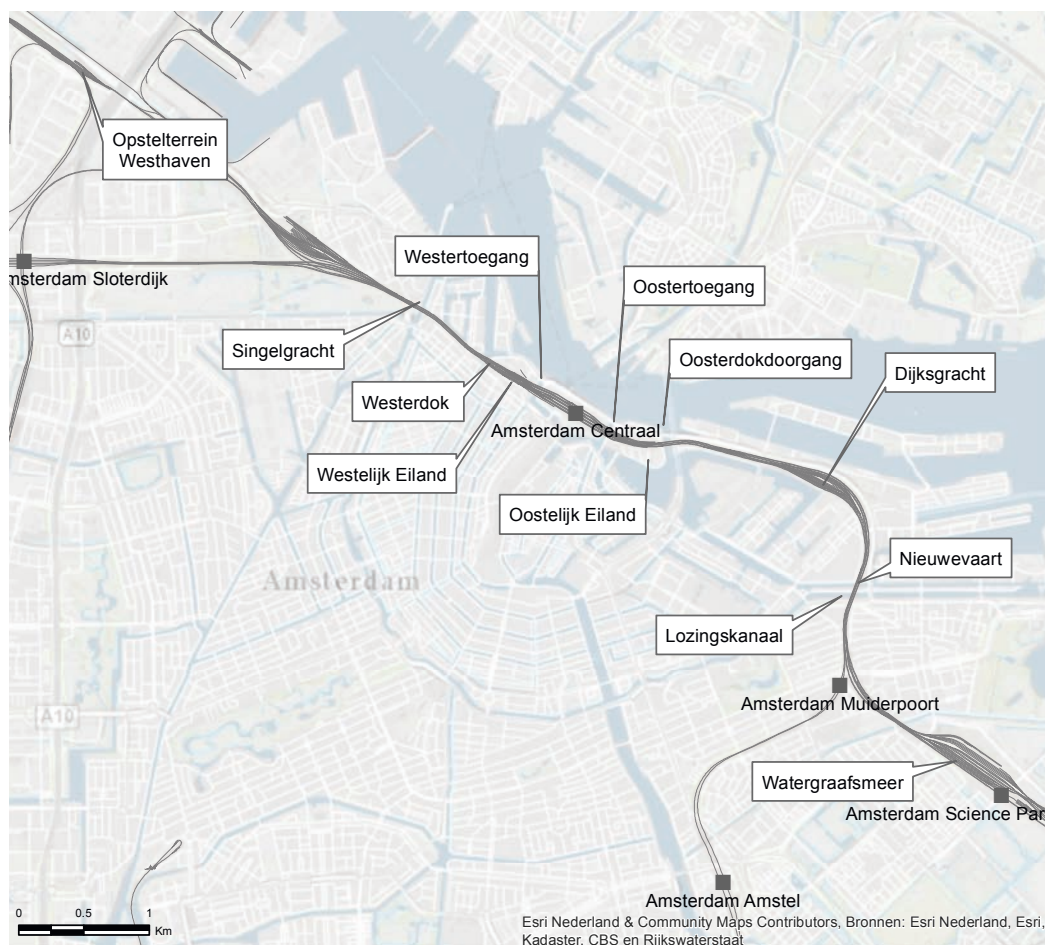 Opstelterrein
Westhaven
Westertoegang
msterdam Sloterdijk
Oostertoegang
A10
Singelgracht
Oosterdokdoorgang
Dijksgracht
Westerdok
Amsterdam Centraal
Westelijk Eiland
Oostelijk Eiland
Nieuwevaart
Amsterdam
Lozingskanaal
Amsterdam Muiderpoort
A10
Watergraafsmeer
Amsterdam Science Par
Amsterdam Amstel
0 0.5 1
Km
Esri Nederland & Community Maps Contributors, Bronnen: Esri Nederland, Esri,
Kadaster, CBS en Rijkswaterstaat